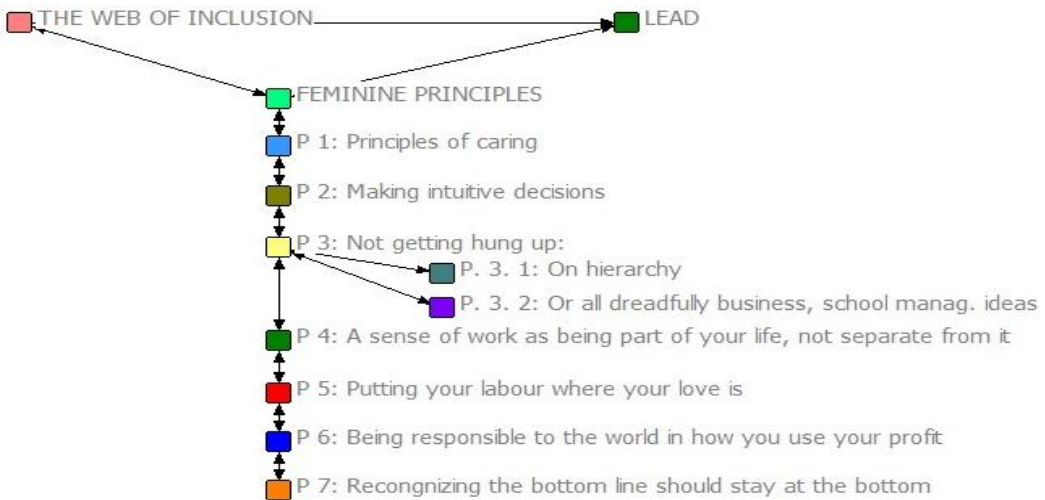 THE WEB OF INCLUSION
LEAD
FEMININE PRINCIPLES
P 1: Principles of caring
P 2: Making intuitive decisions
P 3: Not getting hung up:
P. 3. 1: On hierarchy
P. 3. 2: Or all dreadfully business, school manag. ideas
P 4: A sense of work as being part of your life, not separate from it
P 5: Putting your labour where your love is
P 6: Being responsible to the world in how you use your profit
P 7: Recongnizing the bottom line should stay at the bottom